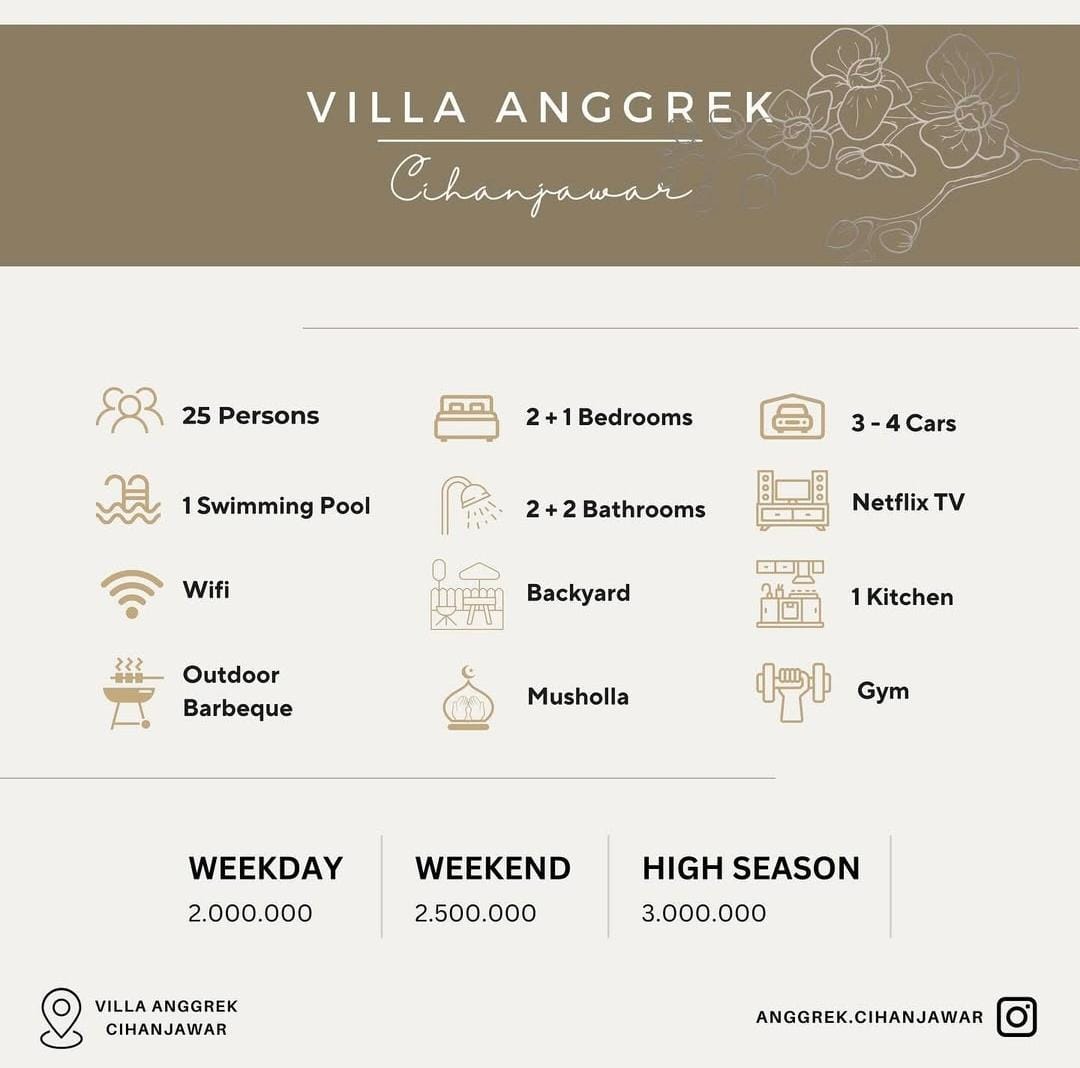 VILLA ANGGREK
Cihanjawar
25 Persons
2 + 1 Bedrooms
3 - 4 Cars
1 Swimming Pool
2 + 2 Bathrooms
Netflix TV
Wifi
Backyard
1 Kitchen
Outdoor
Barbeque
Musholla
Gym
WEEKDAY
2.000.000
WEEKEND
2.500.000
HIGH SEASON
3.000.000
VILLA ANGGREK
CIHANJAWAR
ANGGREK.CIHANJAWAR